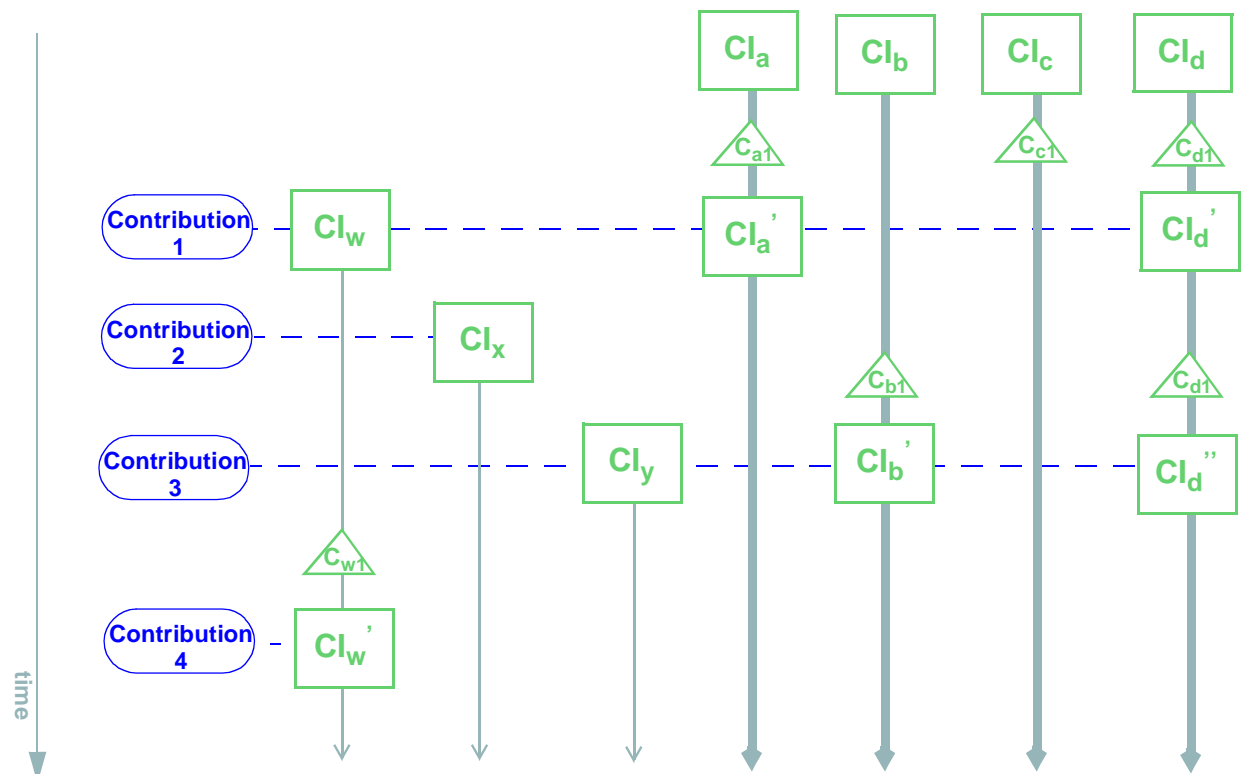 CIa CIb CIc CId
Ca1 Cc1 Cd1
Contribution
1
CIw CIa’ CId’
Contribution
2
CIx
Cb1 Cd1
Contribution
3
CIy CIb’ CId’’
Cw1
Contribution
4
CIw’
time